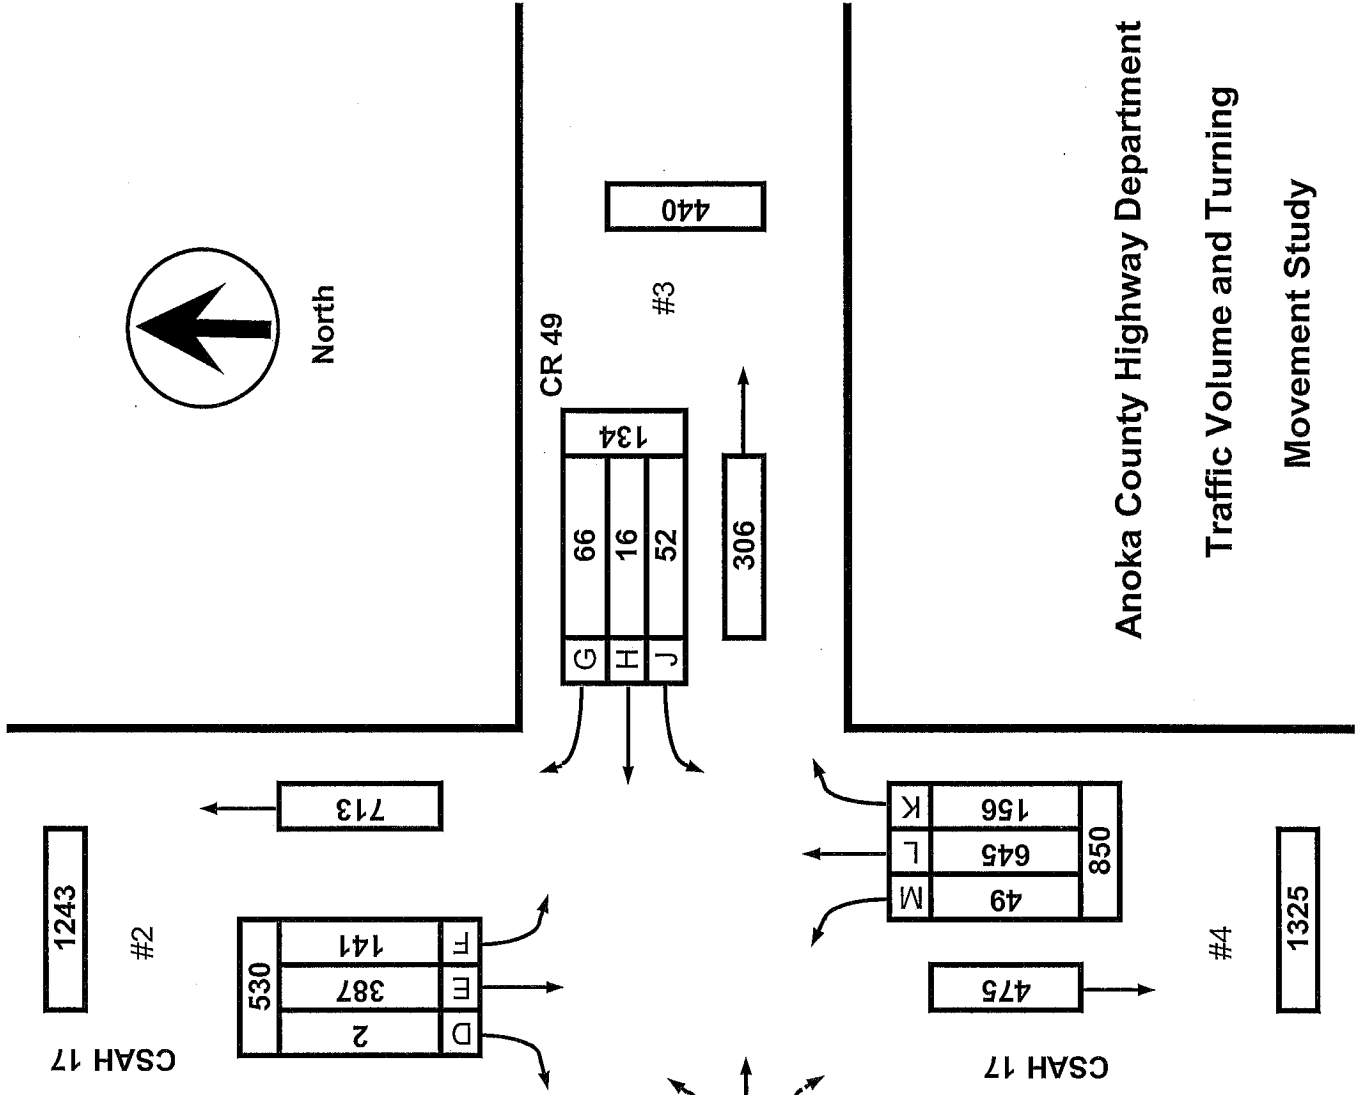 North
CR 49
#3
440
G 66
H 16
J 52
134
306
Anoka County Highway Department
Traffic Volume and Turning
Movement Study
1243
#2
CSAH 17
713
530
141 F
387 E
2 D
K 156
L 645
M 49
850
475
#4
1325
CSAH 17